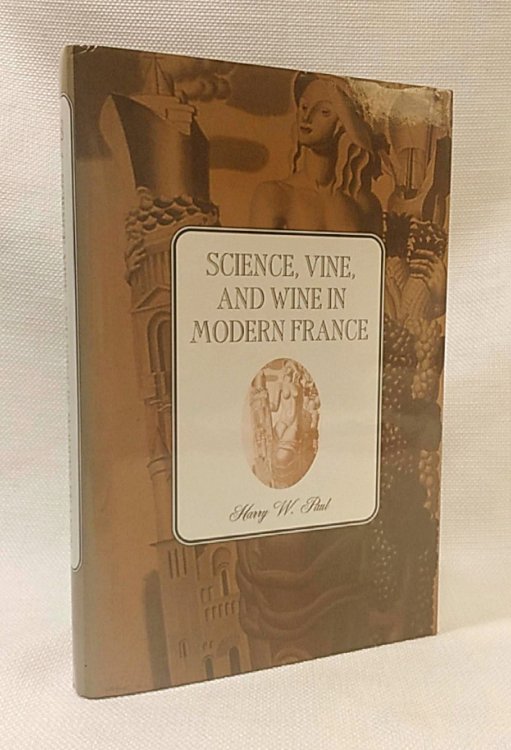 SCIENCE, VINE,
AND WINE IN
MODERN FRANCE
Harry W. Paul